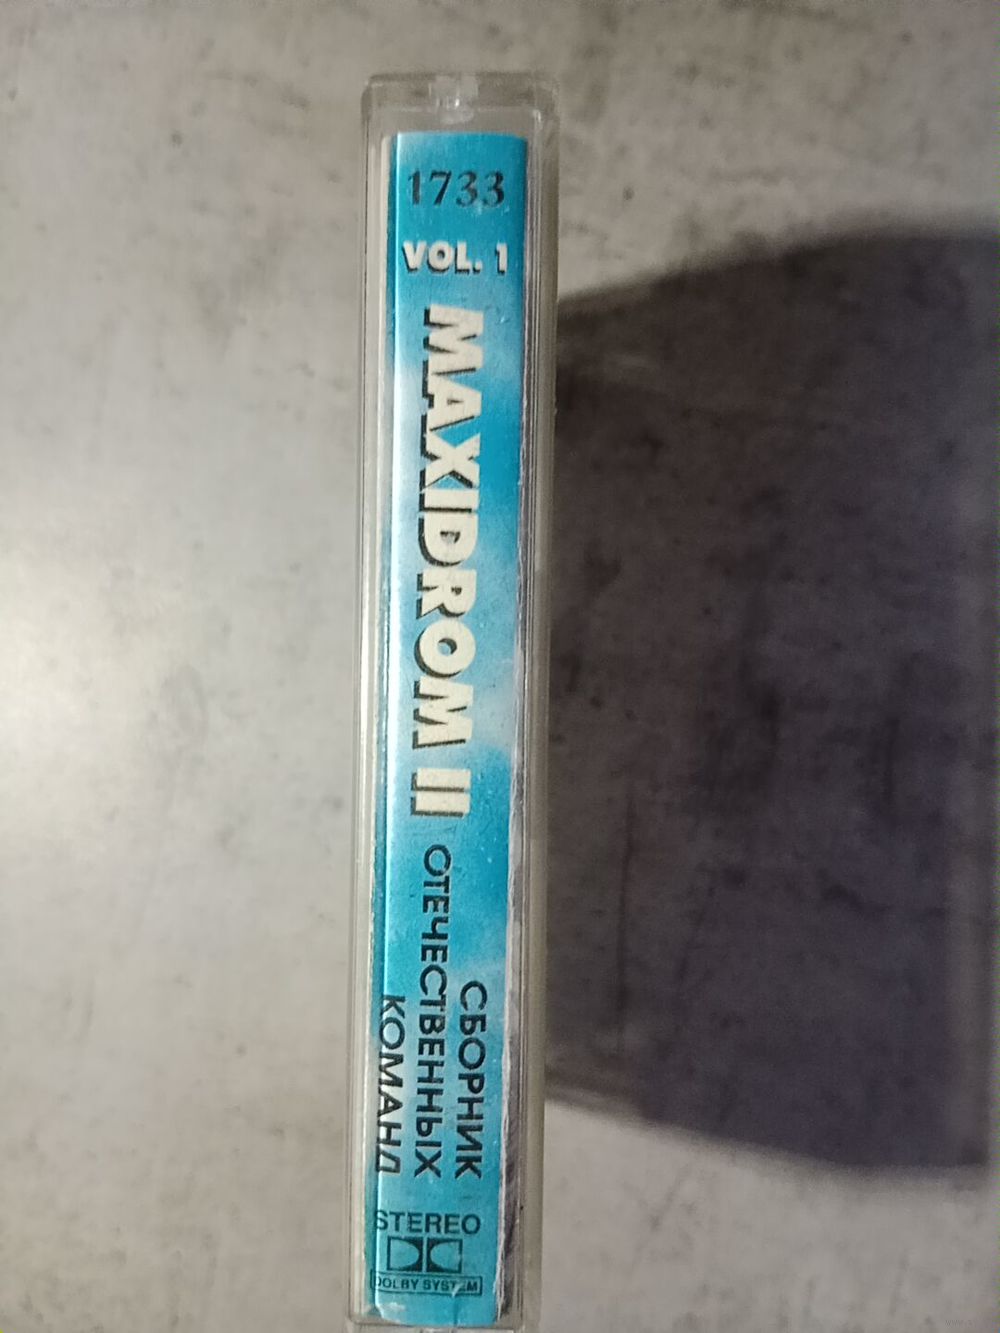 1733
VOL. 1
MAXIDROM II
СБОРНИК
ОТЕЧЕСТВЕННЫХ
КОМАНД
STEREO
DOLBY SYSTEM